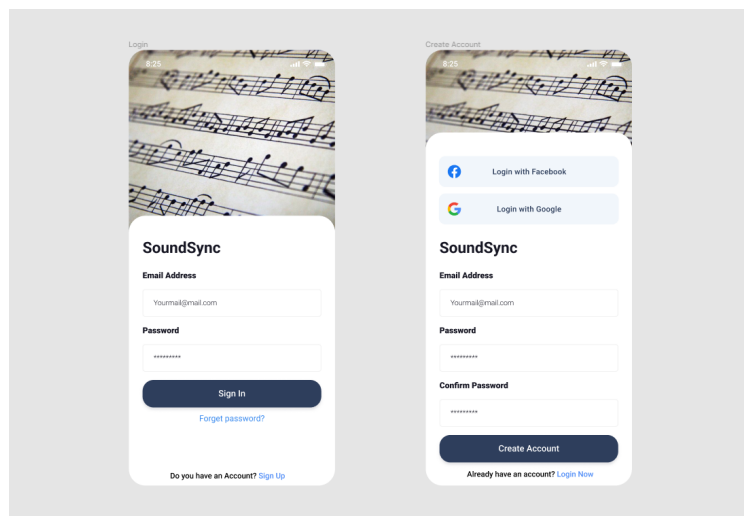 Login
8:25
SoundSync
Email Address
Yourmail@mail.com
Password
*********
Sign In
Forget password?
Do you have an Account? Sign Up
Create Account
8:25
Login with Facebook
Login with Google
SoundSync
Email Address
Yourmail@mail.com
Password
*********
Confirm Password
*********
Create Account
Already have an account? Login Now